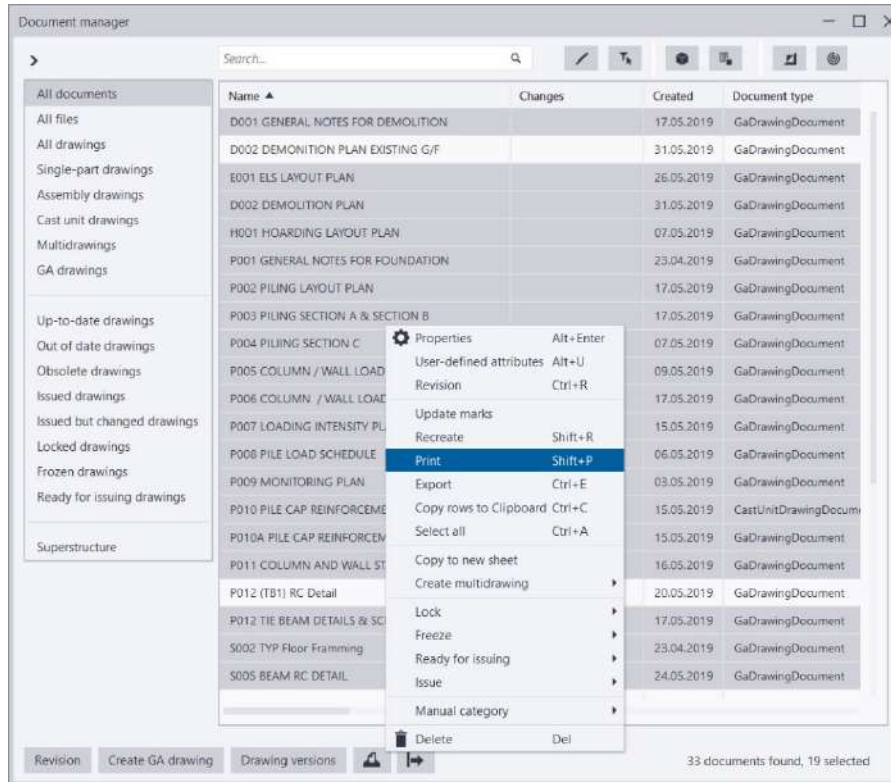 Document manager
Search...
All documents
All files
All drawings
Single-part drawings
Assembly drawings
Cast unit drawings
Multidrawings
GA drawings
Up-to-date drawings
Out of date drawings
Obsolete drawings
Issued drawings
Issued but changed drawings
Locked drawings
Frozen drawings
Ready for issuing drawings
Superstructure
Name Changes Created Document type
D001 GENERAL NOTES FOR DEMOLITION 17.05.2019 GaDrawingDocument
D002 DEMONITION PLAN EXISTING G/F 31.05.2019 GaDrawingDocument
E001 ELS LAYOUT PLAN 26.05.2019 GaDrawingDocument
D002 DEMOLITION PLAN 31.05.2019 GaDrawingDocument
H001 HOARDING LAYOUT PLAN 07.05.2019 GaDrawingDocument
P001 GENERAL NOTES FOR FOUNDATION 23.04.2019 GaDrawingDocument
P002 PILING LAYOUT PLAN 17.05.2019 GaDrawingDocument
P003 PILING SECTION A & SECTION B 17.05.2019 GaDrawingDocument
P004 PILIING SECTION C 07.05.2019 GaDrawingDocument
P005 COLUMN / WALL LOAD 09.05.2019 GaDrawingDocument
P006 COLUMN / WALL LOAD 17.05.2019 GaDrawingDocument
P007 LOADING INTENSITY PL 15.05.2019 GaDrawingDocument
P008 PILE LOAD SCHEDULE 06.05.2019 GaDrawingDocument
P009 MONITORING PLAN 03.05.2019 GaDrawingDocument
P010 PILE CAP REINFORCEME 15.05.2019 CastUnitDrawingDocum
P010A PILE CAP REINFORCEM 15.05.2019 GaDrawingDocument
P011 COLUMN AND WALL ST 16.05.2019 GaDrawingDocument
P012 (TB1) RC Detail 20.05.2019 GaDrawingDocument
P012 TIE BEAM DETAILS & SC 17.05.2019 GaDrawingDocument
S002 TYP Floor Framming 23.04.2019 GaDrawingDocument
S005 BEAM RC DETAIL 24.05.2019 GaDrawingDocument
Properties Alt+Enter
User-defined attributes Alt+U
Revision Ctrl+R
Update marks
Recreate Shift+R
Print Shift+P
Export Ctrl+E
Copy rows to Clipboard Ctrl+C
Select all Ctrl+A
Copy to new sheet
Create multidrawing
Lock
Freeze
Ready for issuing
Issue
Manual category
Delete Del
Revision Create GA drawing Drawing versions 33 documents found, 19 selected